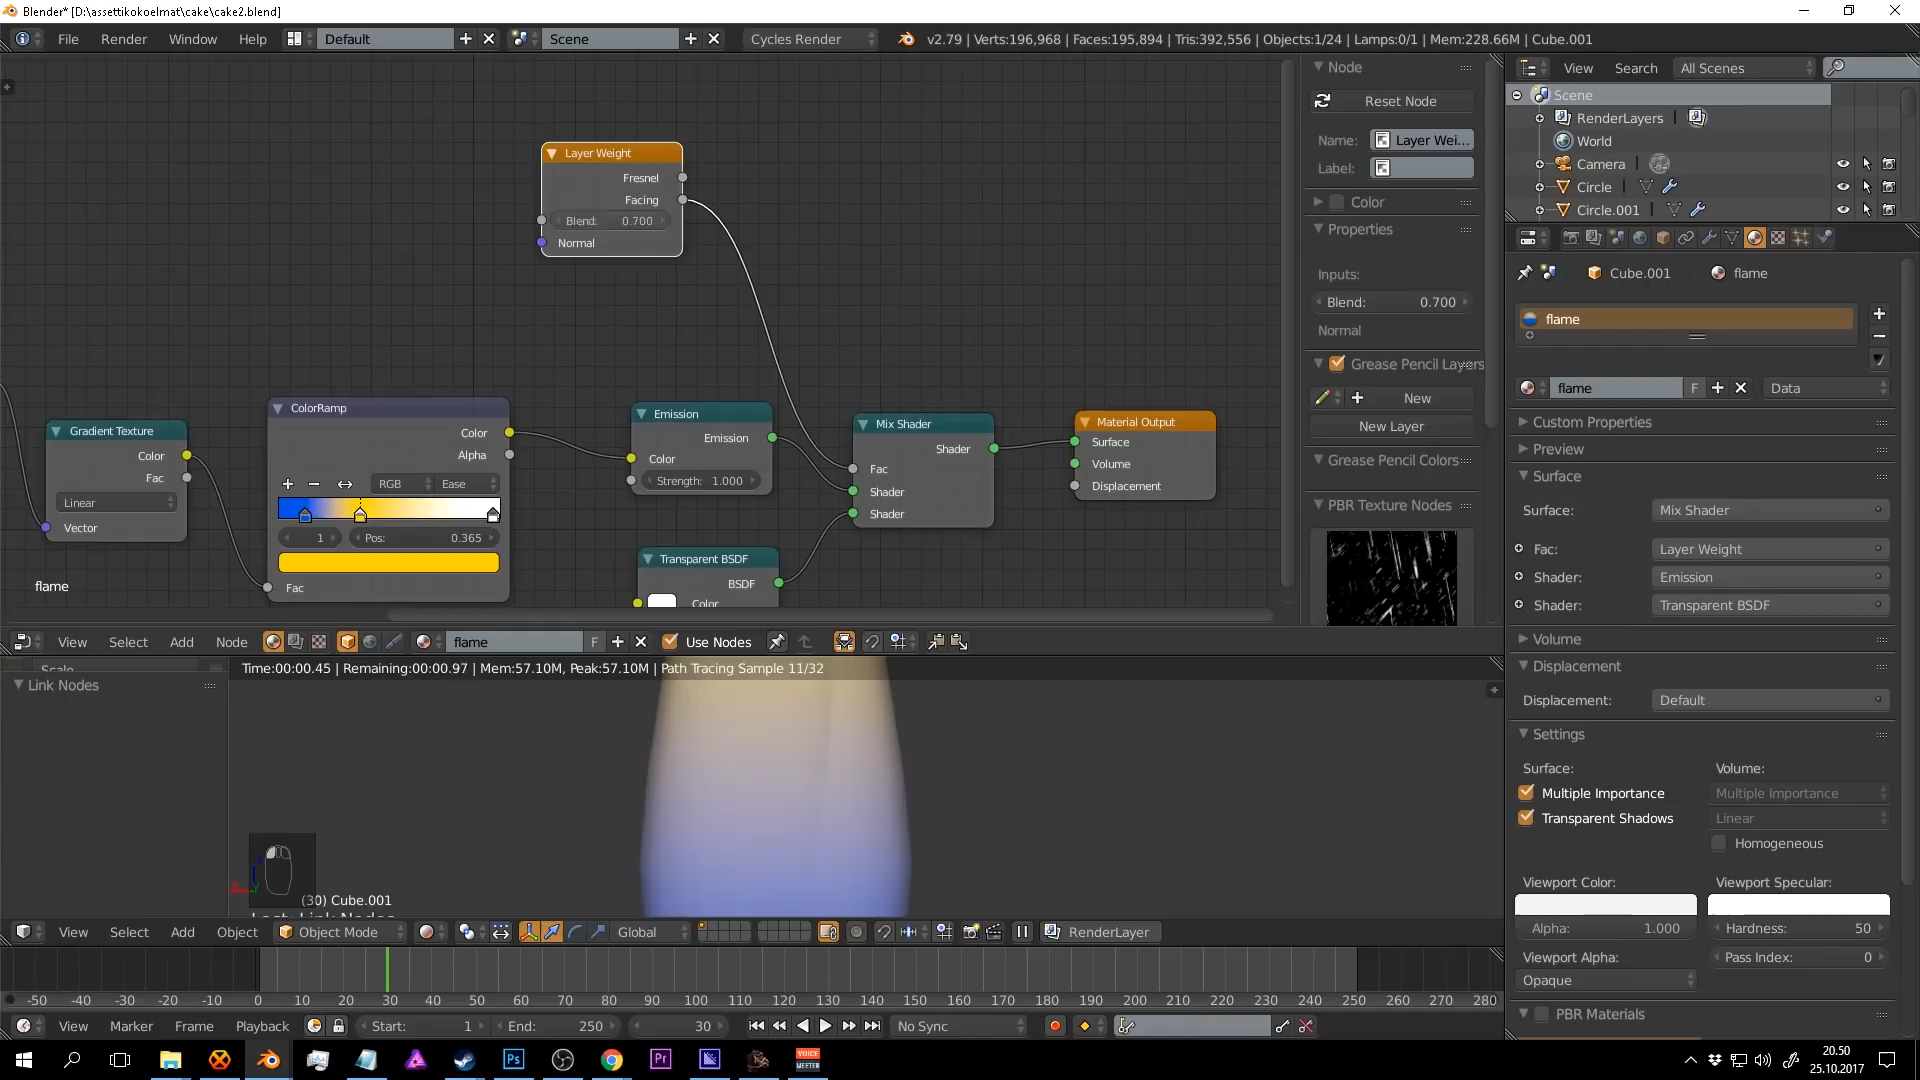 Blender* [D:\assettikokoelmat\cake\cake2.blend]
File Render Window Help Default Scene Cycles Render v2.79 | Verts:196,968 | Faces:195,894 | Tris:392,556 | Objects:1/24 | Lamps:0/1 | Mem:228.66M | Cube.001
Node
Reset Node
Name: Layer Wei...
Label:
Color
Properties
Inputs:
Blend: 0.700
Normal
Grease Pencil Layers
New
New Layer
Grease Pencil Colors
PBR Texture Nodes
Layer Weight
Fresnel
Facing
Blend: 0.700
Normal
Gradient Texture
Color
Fac
Linear
Vector
flame
ColorRamp
Color
Alpha
RGB Ease
1 Pos: 0.365
Fac
Emission
Emission
Color
Strength: 1.000
Transparent BSDF
BSDF
Color
Mix Shader
Shader
Fac
Shader
Shader
Material Output
Surface
Volume
Displacement
View Select Add Node flame F Use Nodes
Scale
Link Nodes
Time:00:00.45 | Remaining:00:00.97 | Mem:57.10M, Peak:57.10M | Path Tracing Sample 11/32
(30) Cube.001
Last: Link Nodes
View Select Add Object Object Mode Global RenderLayer
-50 -40 -30 -20 -10 0 10 20 30 40 50 60 70 80 90 100 110 120 130 140 150 160 170 180 190 200 210 220 230 240 250 260 270 280
View Marker Frame Playback Start: 1 End: 250 30 No Sync
View Search All Scenes
Scene
RenderLayers
World
Camera
Circle
Circle.001
Cube.001 flame
flame
flame F Data
Custom Properties
Preview
Surface
Surface: Mix Shader
Fac: Layer Weight
Shader: Emission
Shader: Transparent BSDF
Volume
Displacement
Displacement: Default
Settings
Surface: Volume:
Multiple Importance Multiple Importance
Transparent Shadows Linear
Homogeneous
Viewport Color: Viewport Specular:
Alpha: 1.000 Hardness: 50
Viewport Alpha: Pass Index: 0
Opaque
PBR Materials
Ps Pr VOICE MEETER
20.50
25.10.2017